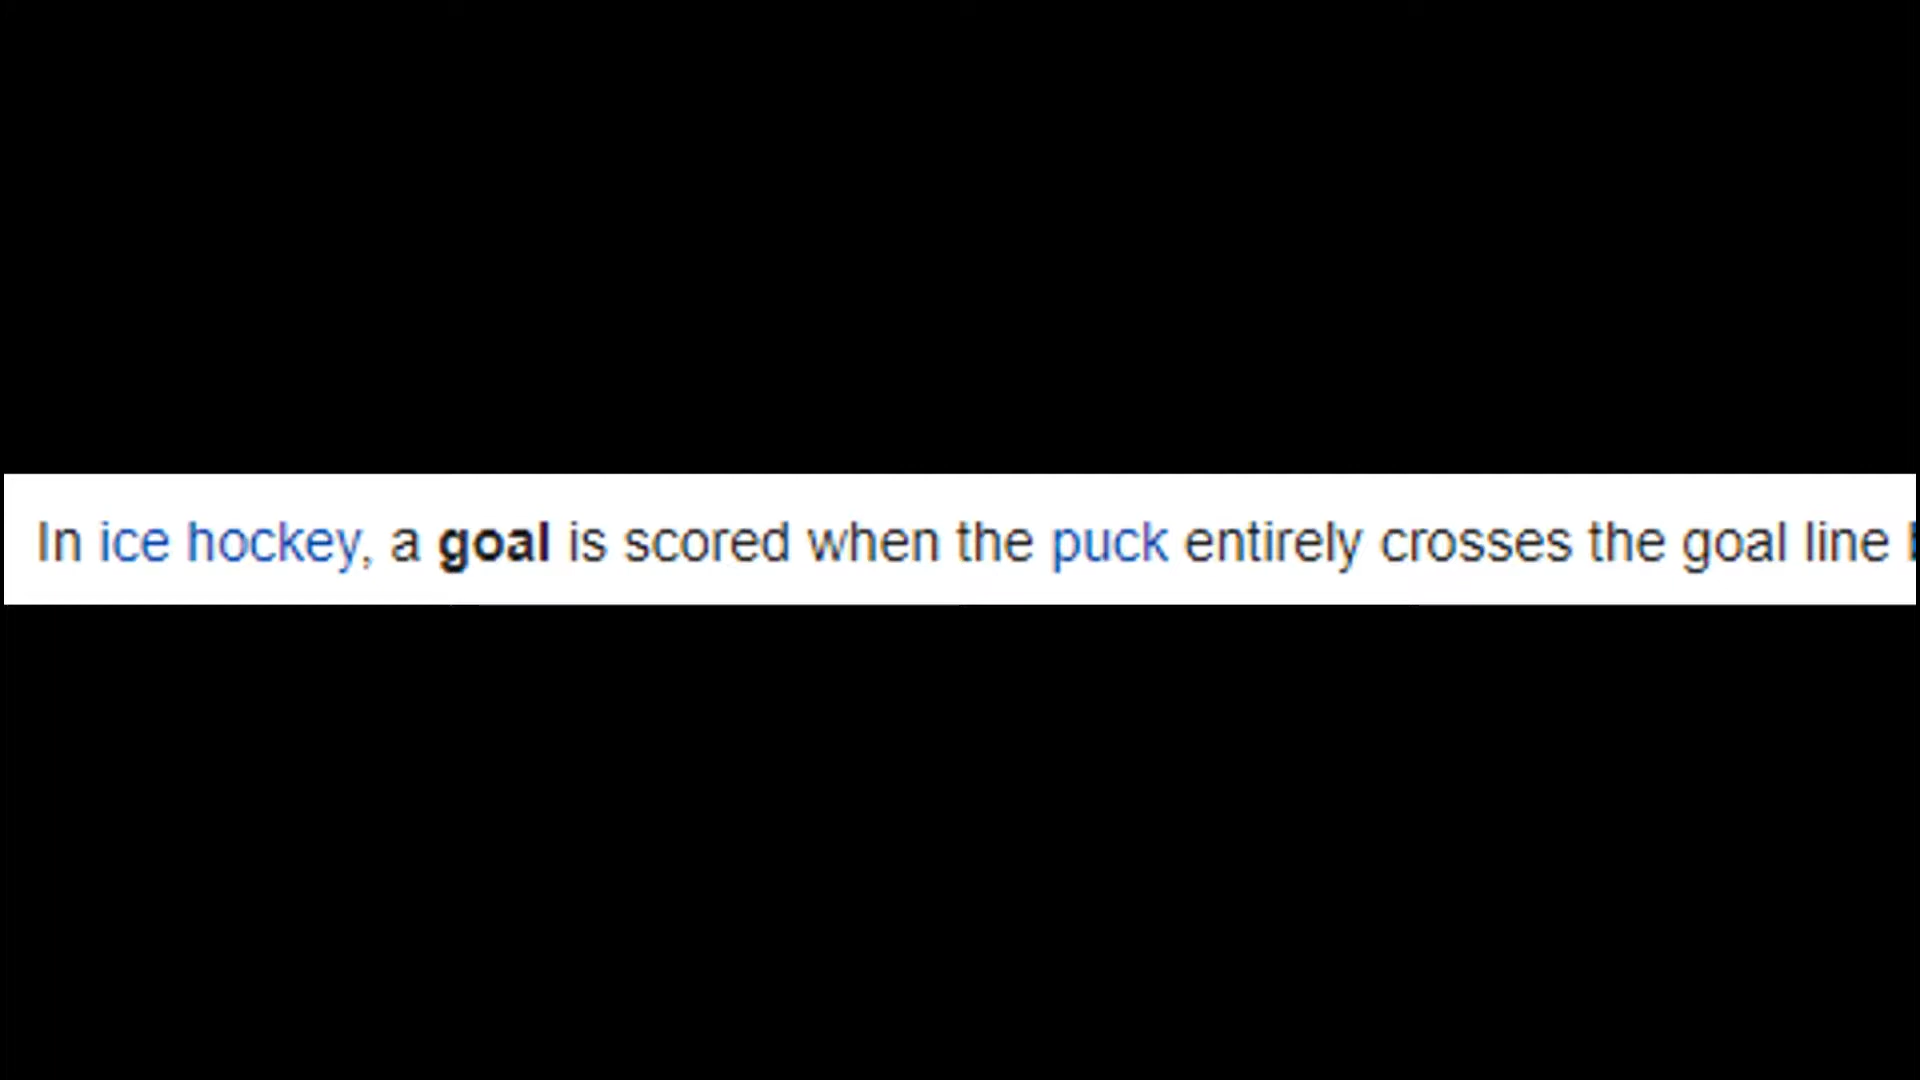 In ice hockey, a goal is scored when the puck entirely crosses the goal line